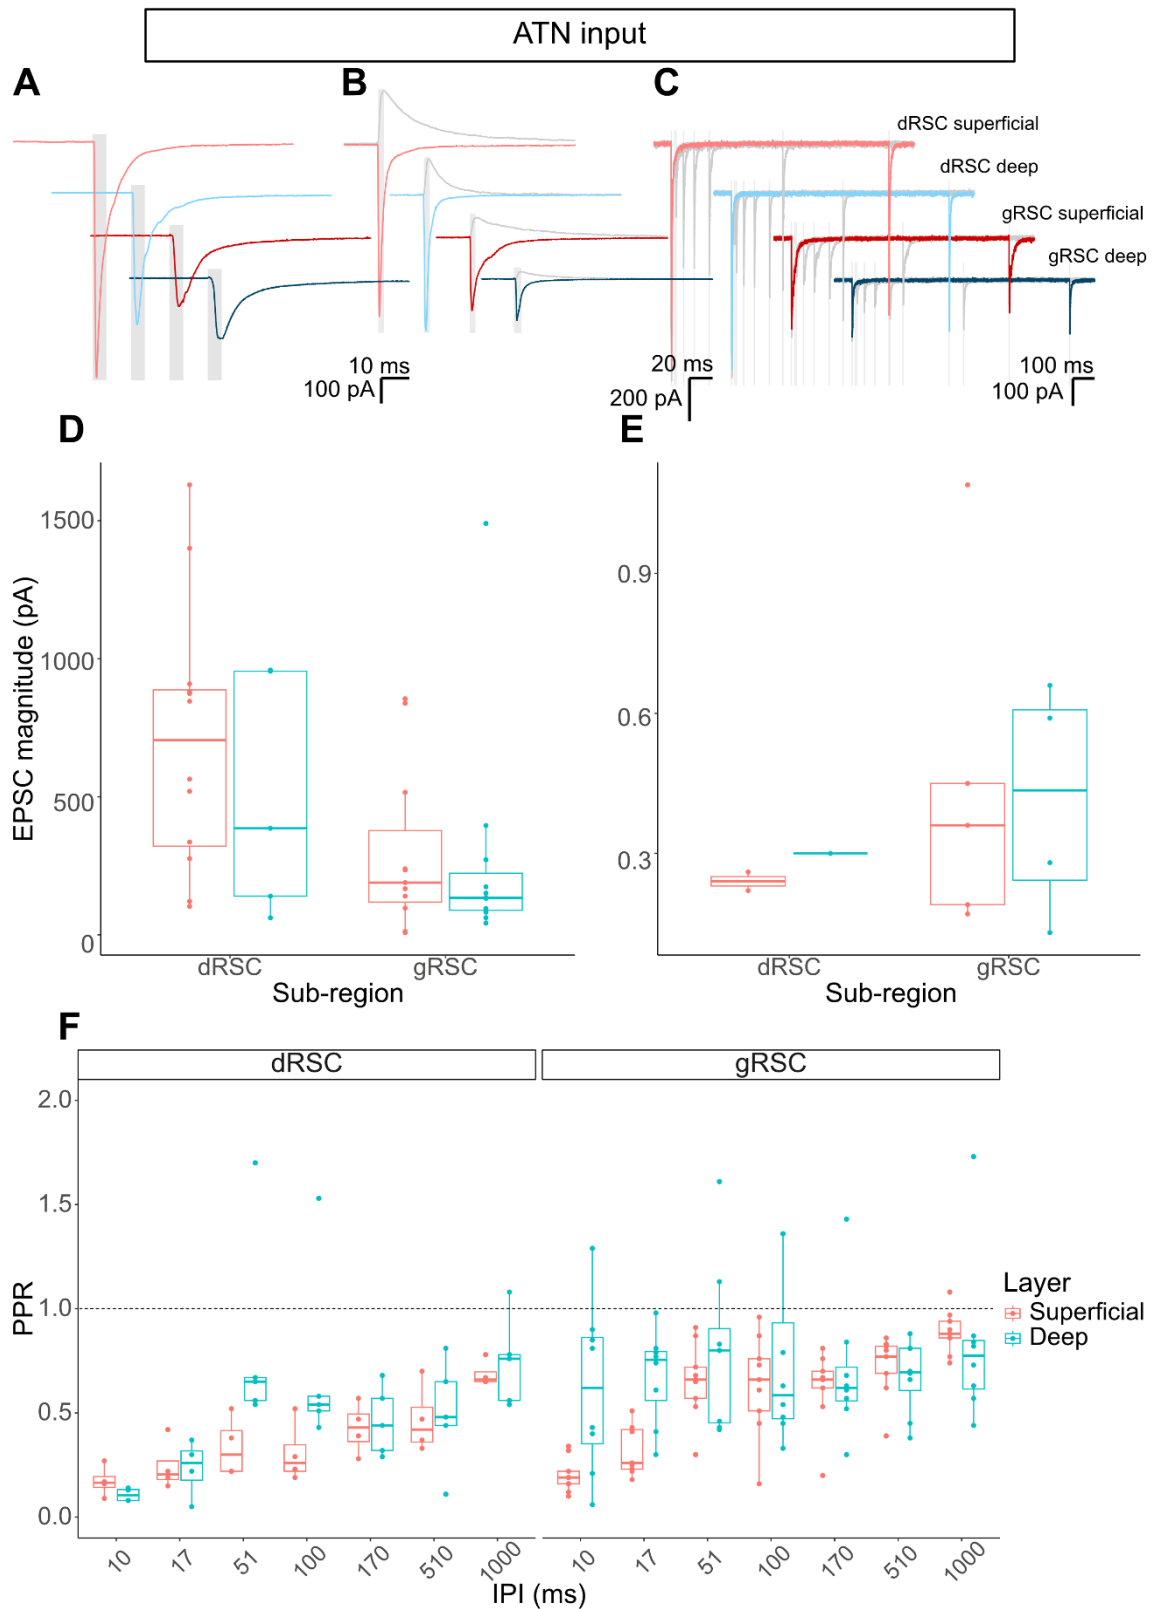 ATN input
A
B
C
dRSC superficial
dRSC deep
gRSC superficial
gRSC deep
10 ms
100 pA
20 ms
200 pA
100 ms
100 pA
D
E
EPSC magnitude (pA)
1500
1000
500
0
dRSC
gRSC
Sub-region
0.9
0.6
0.3
dRSC
gRSC
Sub-region
F
dRSC
gRSC
PPR
2.0
1.5
1.0
0.5
0.0
10
17
51
100
170
510
1000
10
17
51
100
170
510
1000
IPI (ms)
Layer
Superficial
Deep